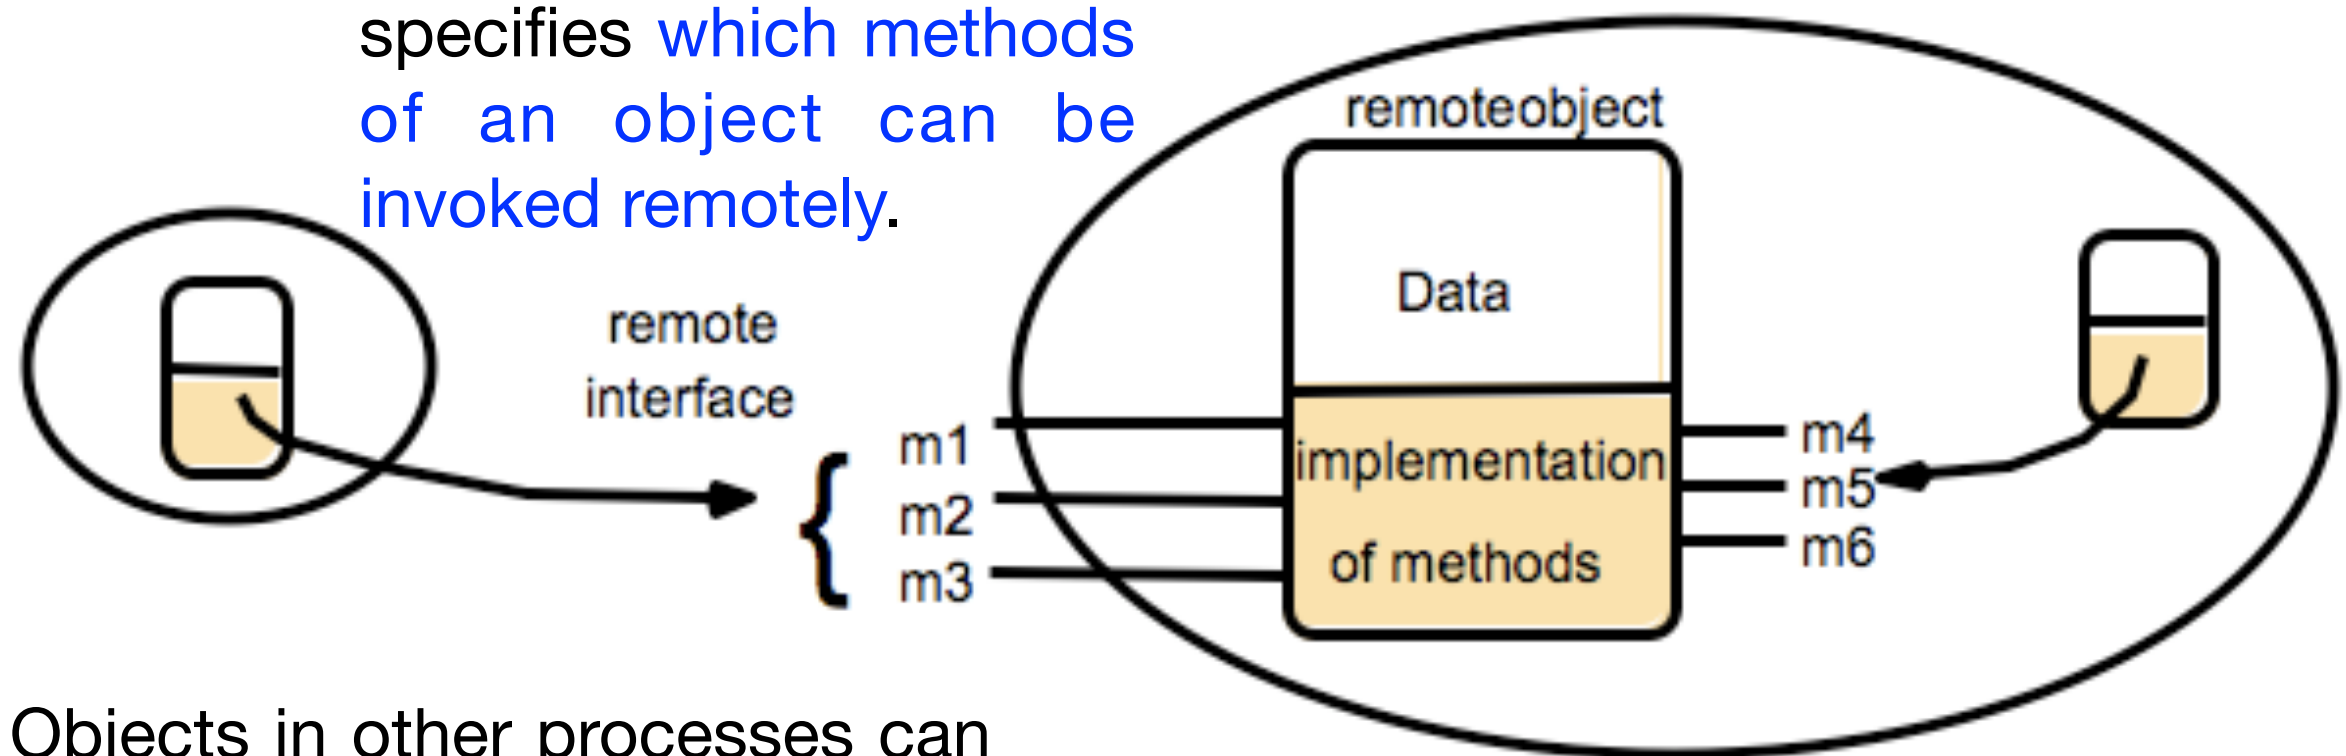 specifies which methods
of an object can be
invoked remotely.
remoteobject
Data
remote
interface
{
m1
m2
m3
implementation
of methods
m4
m5
m6
Objects in other processes can